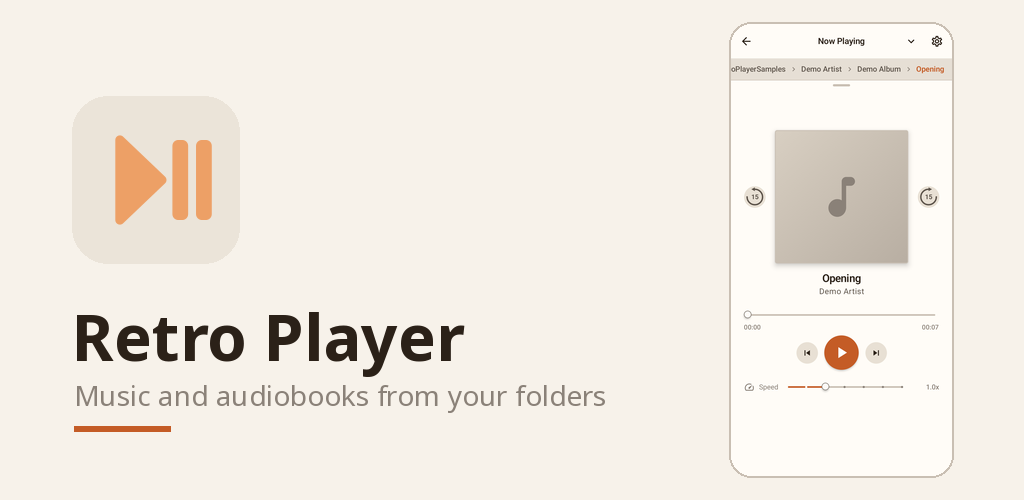 Retro Player
Music and audiobooks from your folders
Now Playing
oPlayerSamples > Demo Artist > Demo Album > Opening
15
15
Opening
Demo Artist
00:00 00:07
Speed 1.0x